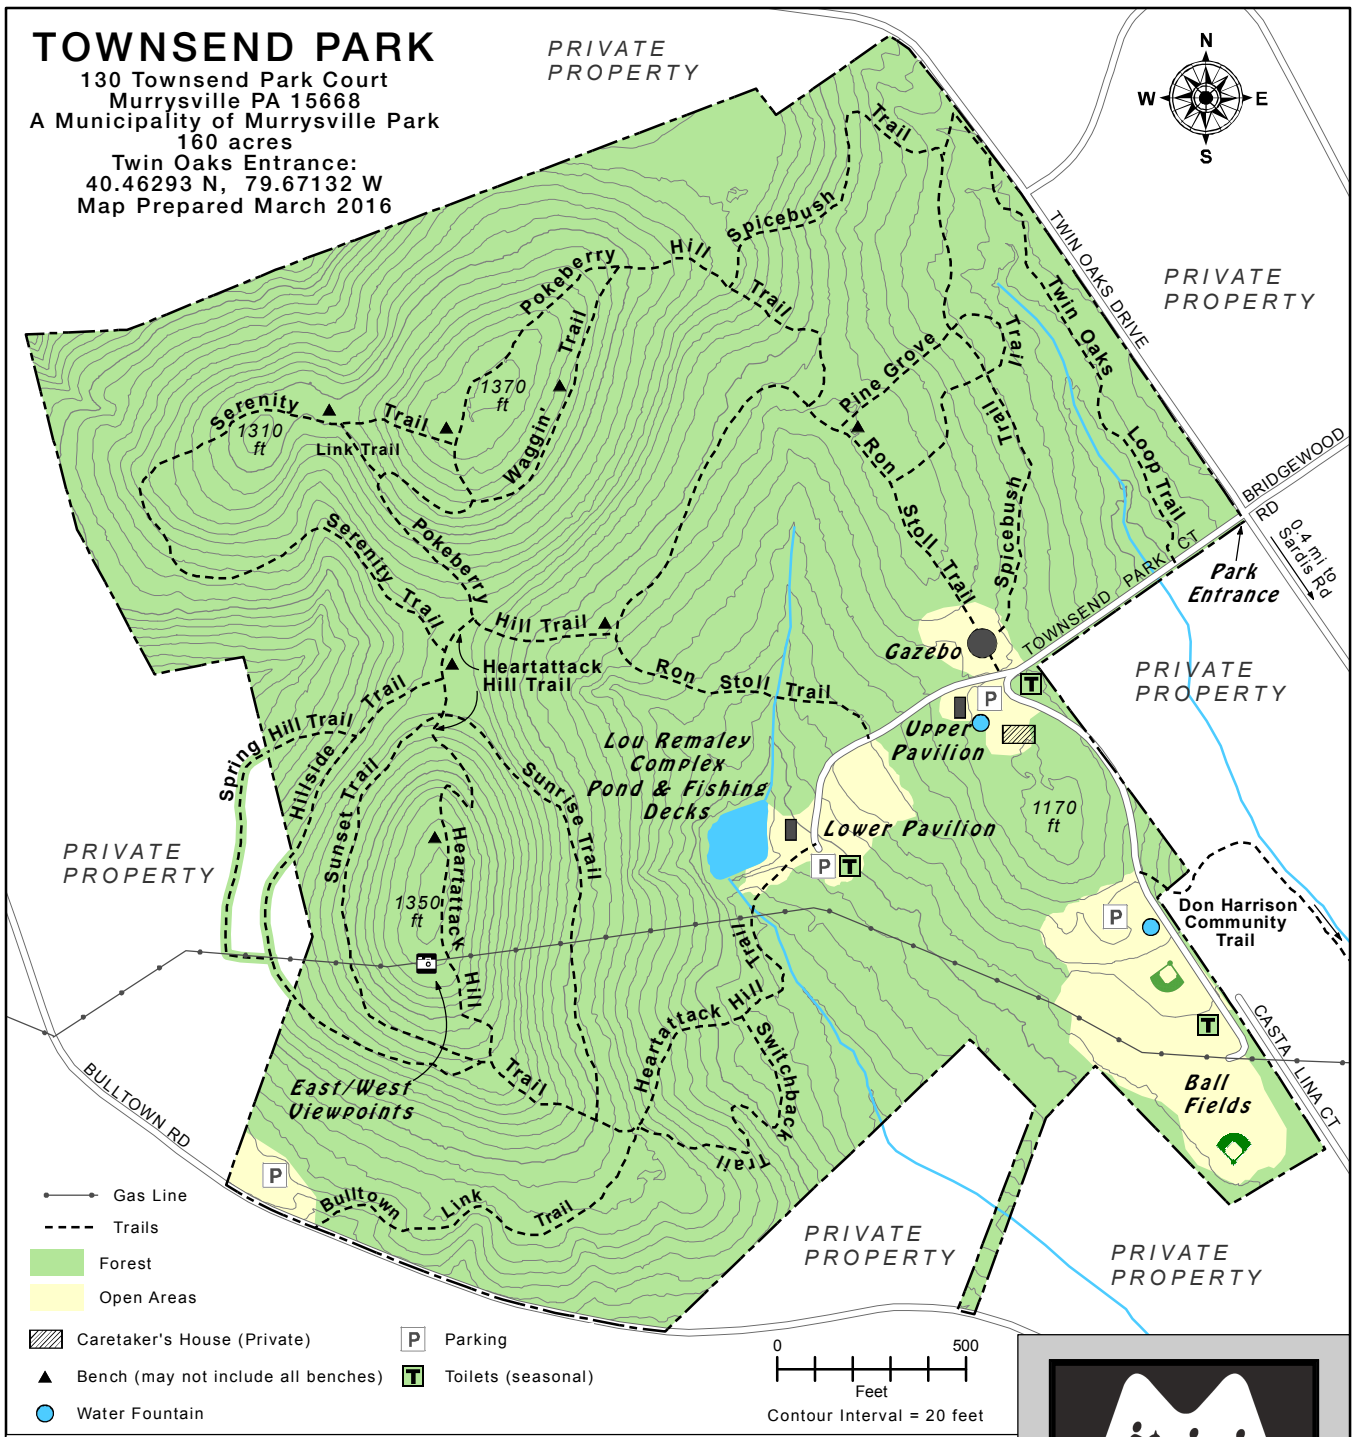 TOWNSEND PARK
130 Townsend Park Court
Murrysville PA 15668
A Municipality of Murrysville Park
160 acres
Twin Oaks Entrance:
40.46293 N, 79.67132 W
Map Prepared March 2016
PRIVATE
PROPERTY
N
W
E
S
Trail
Spicebush
Pokeberry
Hill
Trail
TWIN OAKS DRIVE
PRIVATE
PROPERTY
Twin Oaks
Loop Trail
Trail
Pine Grove
Trail
1370
ft
Trail
Waggin'
Serenity
Trail
1310
ft
Link Trail
Ron
Stoll
Trail
Spicebush
BRIDGEWOOD
RD
0.4 mi to
Sardis Rd
TOWNSEND PARK CT
Park
Entrance
Serenity
Trail
Pokeberry
Hill Trail
Heartattack
Hill Trail
Ron Stoll Trail
Gazebo
T
P
Upper
Pavilion
PRIVATE
PROPERTY
Spring Hill Trail
Hillside
Trail
Sunset Trail
Sunrise Trail
Lou Remaley
Complex
Pond & Fishing
Decks
Lower Pavilion
P
T
1170
ft
PRIVATE
PROPERTY
Heartattack
Hill
1350
ft
Don Harrison
Community
Trail
P
T
Trail
Heartattack Hill
Switchback
Trail
East/West
Viewpoints
Trail
CASTA LINA CT
Ball
Fields
BULLTOWN RD
P
Bulltown
Link
Trail
PRIVATE
PROPERTY
PRIVATE
PROPERTY
Gas Line
Trails
Forest
Open Areas
Caretaker's House (Private)
P
Parking
Bench (may not include all benches)
T
Toilets (seasonal)
Water Fountain
0
500
Feet
Contour Interval = 20 feet